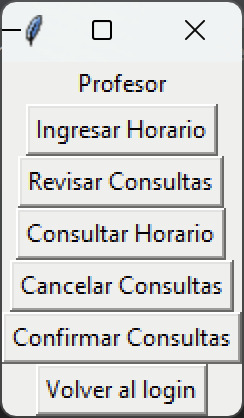 Profesor
Ingresar Horario
Revisar Consultas
Consultar Horario
Cancelar Consultas
Confirmar Consultas
Volver al login